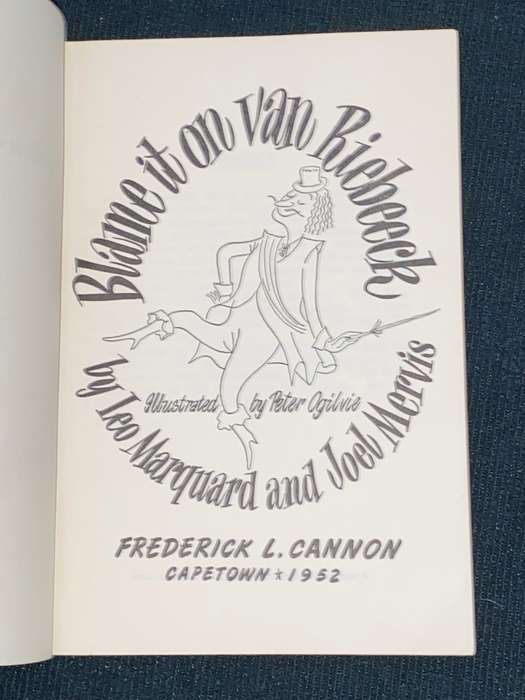 Blame it on Van Riebeeck
Illustrated by Peter Ogilvie
by Leo Marquard and Joel Mervis
FREDERICK L. CANNON
CAPETOWN ★ 1952